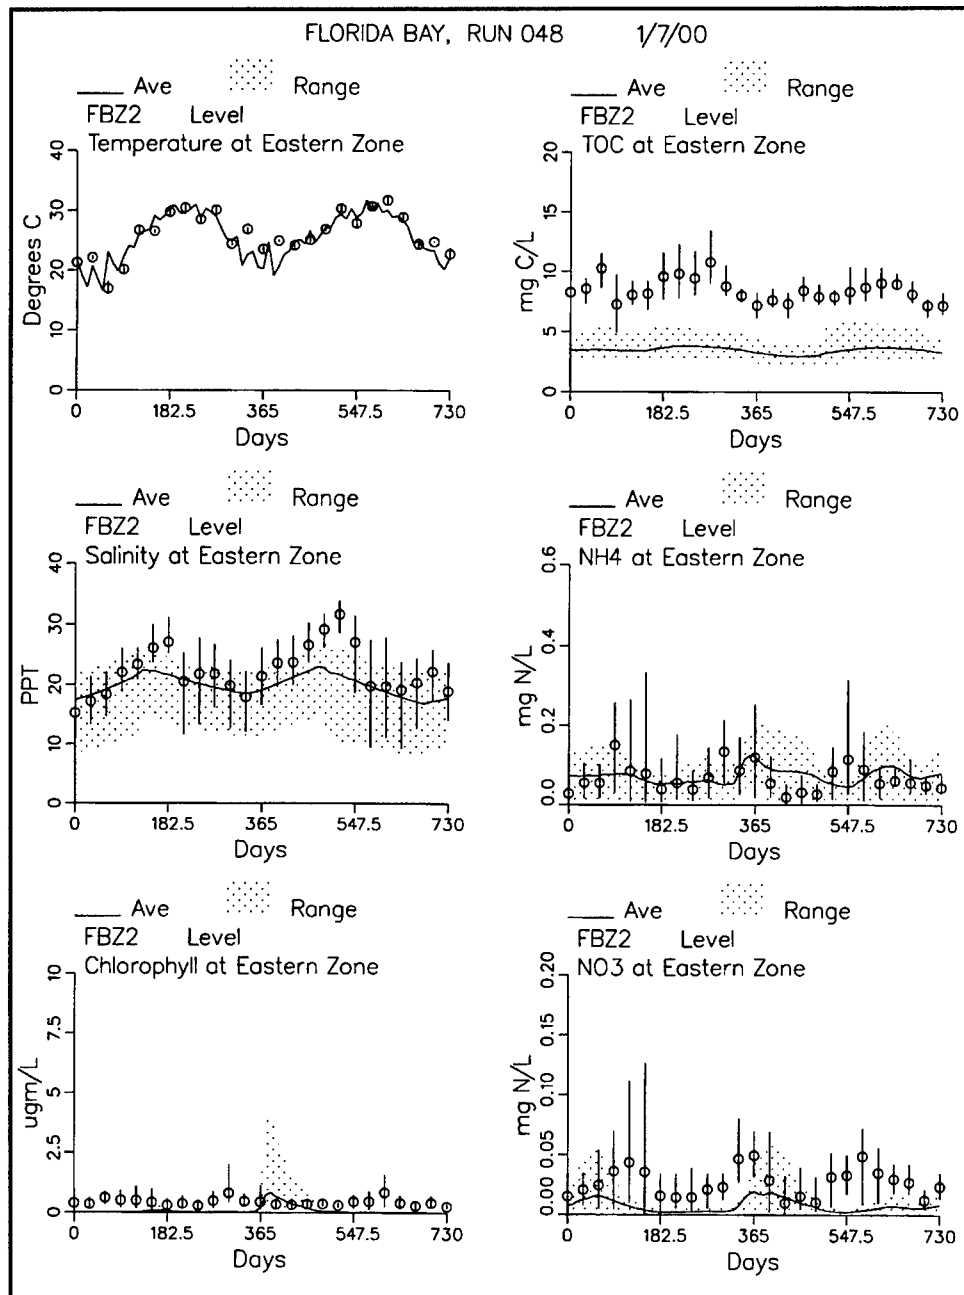 FLORIDA BAY, RUN 048 1/7/00
Ave Range
FBZ2 Level
Temperature at Eastern Zone
Degrees C
40
30
20
10
0
0 182.5 365 547.5 730
Days
Ave Range
FBZ2 Level
TOC at Eastern Zone
mg C/L
20
15
10
5
0
0 182.5 365 547.5 730
Days
Ave Range
FBZ2 Level
Salinity at Eastern Zone
PPT
40
30
20
10
0
0 182.5 365 547.5 730
Days
Ave Range
FBZ2 Level
NH4 at Eastern Zone
mg N/L
0.6
0.4
0.2
0.0
0 182.5 365 547.5 730
Days
Ave Range
FBZ2 Level
Chlorophyll at Eastern Zone
ugm/L
10
7.5
5
2.5
0
0 182.5 365 547.5 730
Days
Ave Range
FBZ2 Level
NO3 at Eastern Zone
mg N/L
0.20
0.15
0.10
0.05
0.00
0 182.5 365 547.5 730
Days